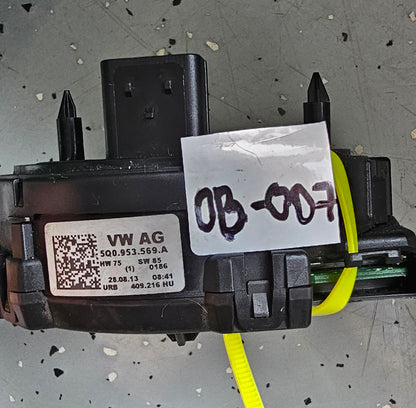 OB-007
VW AG
5Q0.953.569.A
HW 75 SW 85
(1) 0186
28.08.13 08:41
URB 409.216 HU